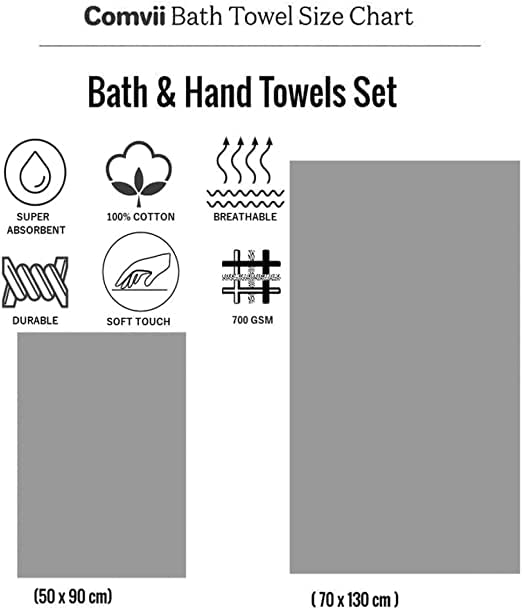 Comvii Bath Towel Size Chart
Bath & Hand Towels Set
SUPER
ABSORBENT
100% COTTON
BREATHABLE
DURABLE
SOFT TOUCH
700 GSM
(50 x 90 cm)
( 70 x 130 cm )